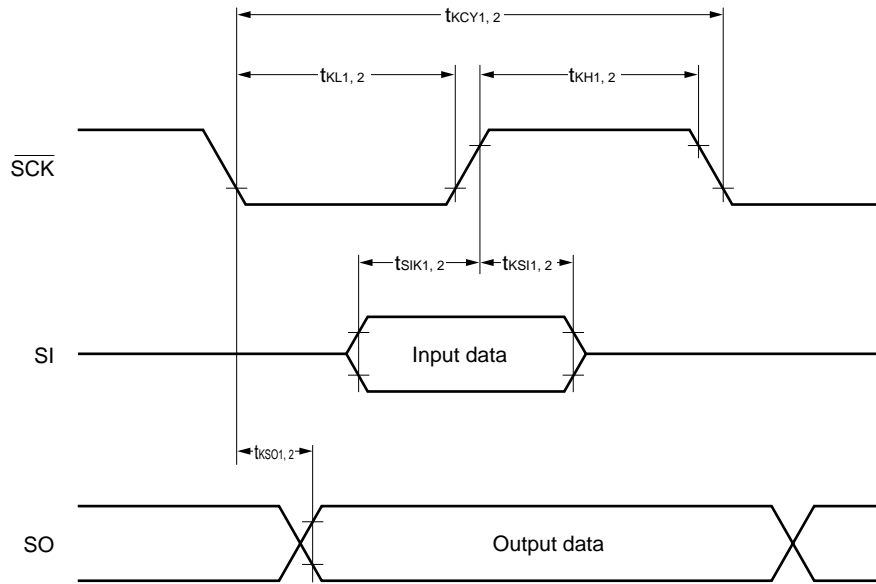 tKCY1, 2
tKL1, 2
tKH1, 2
SCK
tSIK1, 2
tKSI1, 2
SI
Input data
tKSO1, 2
SO
Output data